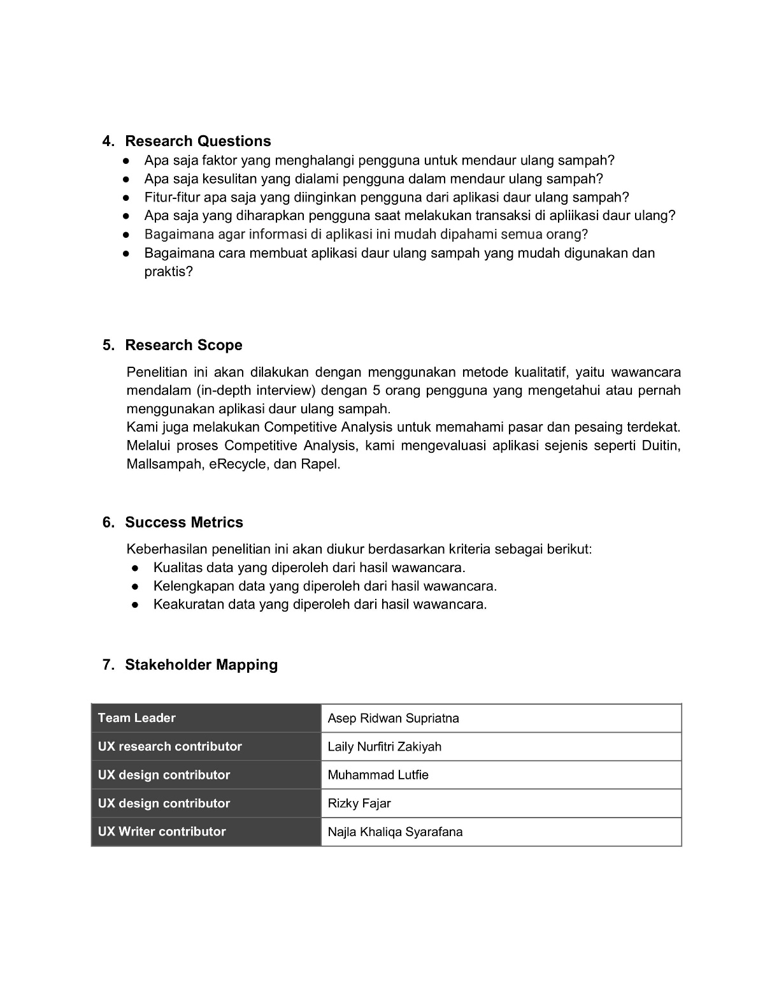 4. Research Questions
● Apa saja faktor yang menghalangi pengguna untuk mendaur ulang sampah?
● Apa saja kesulitan yang dialami pengguna dalam mendaur ulang sampah?
● Fitur-fitur apa saja yang diinginkan pengguna dari aplikasi daur ulang sampah?
● Apa saja yang diharapkan pengguna saat melakukan transaksi di apliikasi daur ulang?
● Bagaimana agar informasi di aplikasi ini mudah dipahami semua orang?
● Bagaimana cara membuat aplikasi daur ulang sampah yang mudah digunakan dan
praktis?
5. Research Scope
Penelitian ini akan dilakukan dengan menggunakan metode kualitatif, yaitu wawancara
mendalam (in-depth interview) dengan 5 orang pengguna yang mengetahui atau pernah
menggunakan aplikasi daur ulang sampah.
Kami juga melakukan Competitive Analysis untuk memahami pasar dan pesaing terdekat.
Melalui proses Competitive Analysis, kami mengevaluasi aplikasi sejenis seperti Duitin,
Mallsampah, eRecycle, dan Rapel.
6. Success Metrics
Keberhasilan penelitian ini akan diukur berdasarkan kriteria sebagai berikut:
● Kualitas data yang diperoleh dari hasil wawancara.
● Kelengkapan data yang diperoleh dari hasil wawancara.
● Keakuratan data yang diperoleh dari hasil wawancara.
7. Stakeholder Mapping
Team Leader Asep Ridwan Supriatna
UX research contributor Laily Nurfitri Zakiyah
UX design contributor Muhammad Lutfie
UX design contributor Rizky Fajar
UX Writer contributor Najla Khaliqa Syarafana